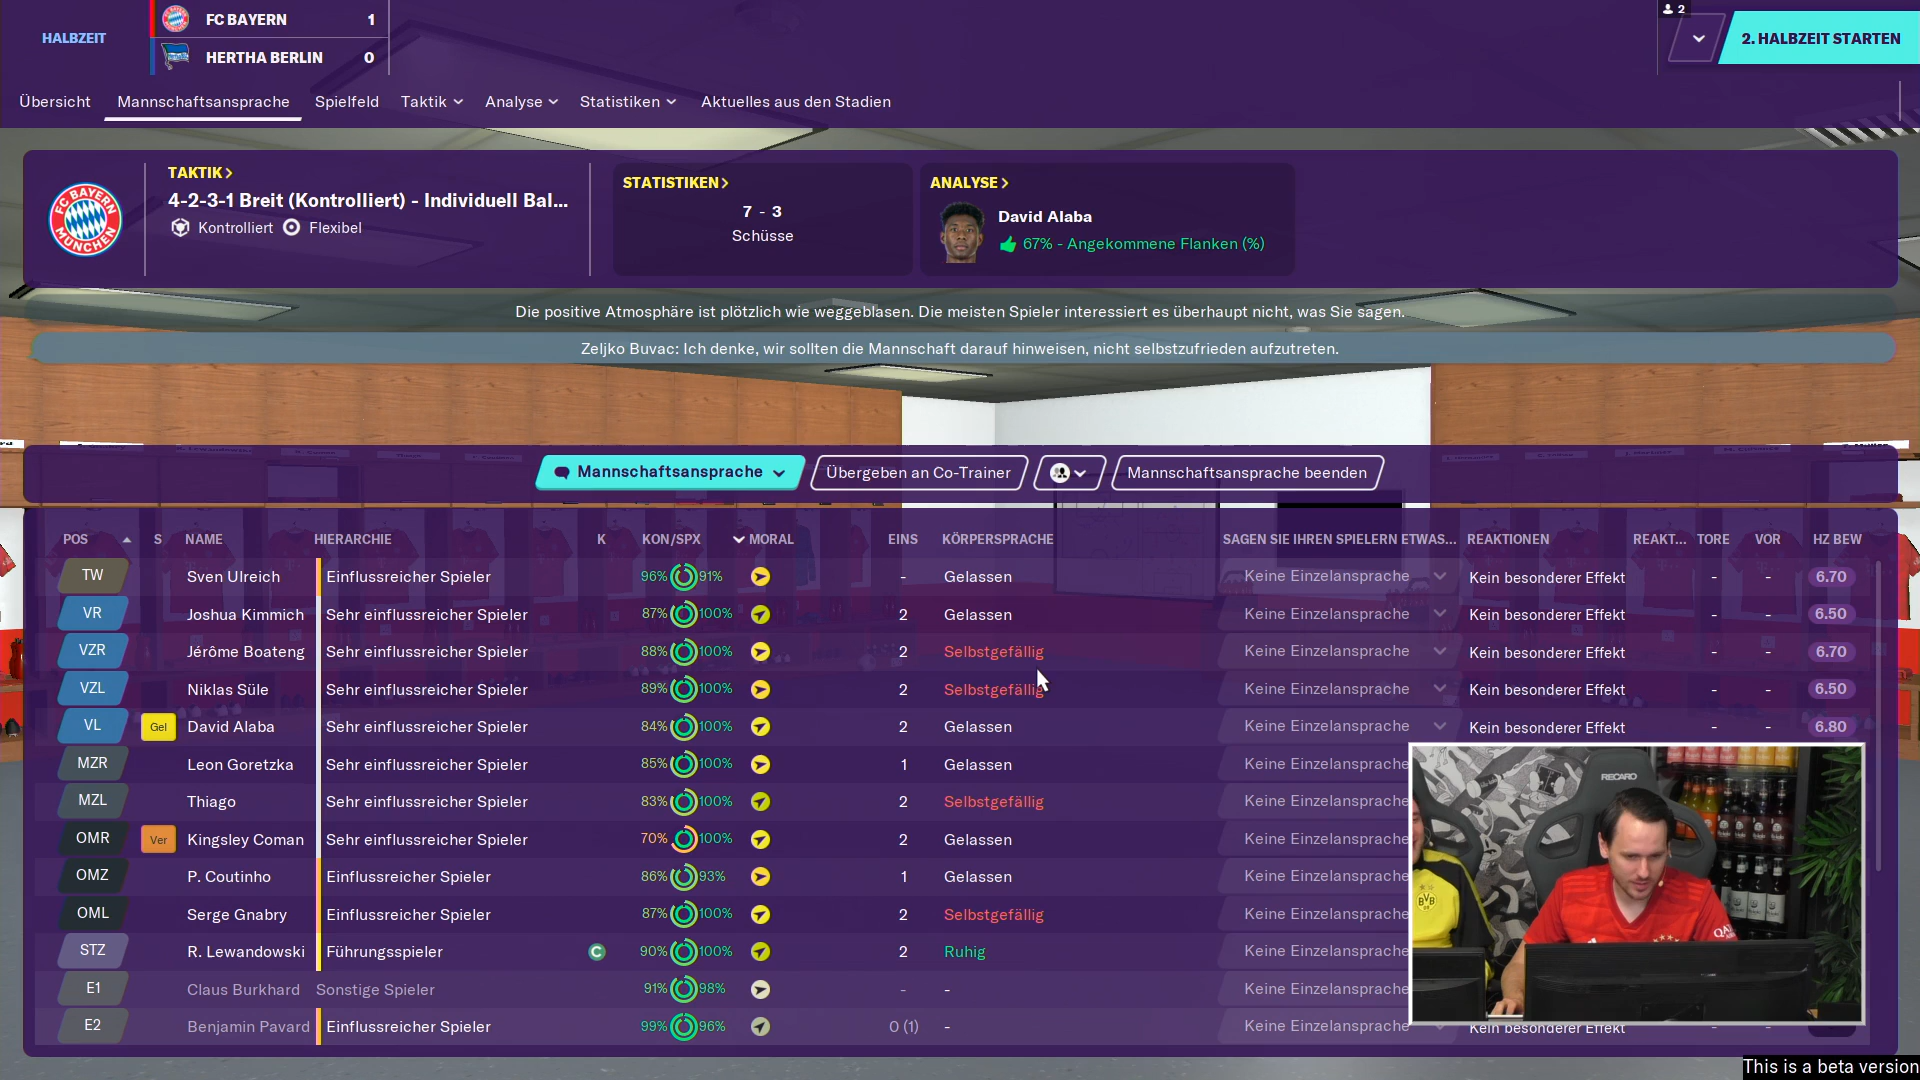 HALBZEIT
FC BAYERN 1
HERTHA BERLIN 0
2
2. HALBZEIT STARTEN
Übersicht Mannschaftsansprache Spielfeld Taktik Analyse Statistiken Aktuelles aus den Stadien
FC BAYERN MÜNCHEN
TAKTIK
4-2-3-1 Breit (Kontrolliert) - Individuell Bal...
Kontrolliert Flexibel
STATISTIKEN
7 - 3
Schüsse
ANALYSE
David Alaba
67% - Angekommene Flanken (%)
Die positive Atmosphäre ist plötzlich wie weggeblasen. Die meisten Spieler interessiert es überhaupt nicht, was Sie sagen.
Zeljko Buvac: Ich denke, wir sollten die Mannschaft darauf hinweisen, nicht selbstzufrieden aufzutreten.
Mannschaftsansprache Übergeben an Co-Trainer Mannschaftsansprache beenden
POS S NAME HIERARCHIE K KON/SPX MORAL EINS KÖRPERSPRACHE SAGEN SIE IHREN SPIELERN ETWAS... REAKTIONEN REAKT... TORE VOR HZ BEW
TW Sven Ulreich Einflussreicher Spieler 96% 91% - Gelassen Keine Einzelansprache Kein besonderer Effekt - - 6.70
VR Joshua Kimmich Sehr einflussreicher Spieler 87% 100% 2 Gelassen Keine Einzelansprache Kein besonderer Effekt - - 6.50
VZR Jérôme Boateng Sehr einflussreicher Spieler 88% 100% 2 Selbstgefällig Keine Einzelansprache Kein besonderer Effekt - - 6.70
VZL Niklas Süle Sehr einflussreicher Spieler 89% 100% 2 Selbstgefällig Keine Einzelansprache Kein besonderer Effekt - - 6.50
VL Gel David Alaba Sehr einflussreicher Spieler 84% 100% 2 Gelassen Keine Einzelansprache Kein besonderer Effekt - - 6.80
MZR Leon Goretzka Sehr einflussreicher Spieler 85% 100% 1 Gelassen Keine Einzelansprache
MZL Thiago Sehr einflussreicher Spieler 83% 100% 2 Selbstgefällig Keine Einzelansprache
OMR Ver Kingsley Coman Sehr einflussreicher Spieler 70% 100% 2 Gelassen Keine Einzelansprache
OMZ P. Coutinho Einflussreicher Spieler 86% 93% 1 Gelassen Keine Einzelansprache
OML Serge Gnabry Einflussreicher Spieler 87% 100% 2 Selbstgefällig Keine Einzelansprache
STZ R. Lewandowski Führungsspieler C 90% 100% 2 Ruhig Keine Einzelansprache
E1 Claus Burkhard Sonstige Spieler 91% 98% - - Keine Einzelansprache
E2 Benjamin Pavard Einflussreicher Spieler 99% 96% 0 (1) - Keine Einzelansprache Kein besonderer Effekt
RECARO
BVB
09
This is a beta version